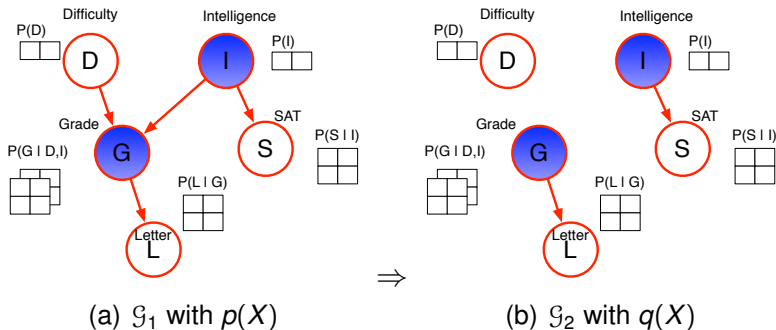 Difficulty
Intelligence
P(D)
D
I
P(I)
Grade
SAT
P(G | D,I)
G
S
P(S | I)
P(L | G)
Letter
L
(a) 𝒢₁ with p(X)
⇒
Difficulty
Intelligence
P(D)
D
I
P(I)
Grade
SAT
P(G | D,I)
G
S
P(S | I)
P(L | G)
Letter
L
(b) 𝒢₂ with q(X)